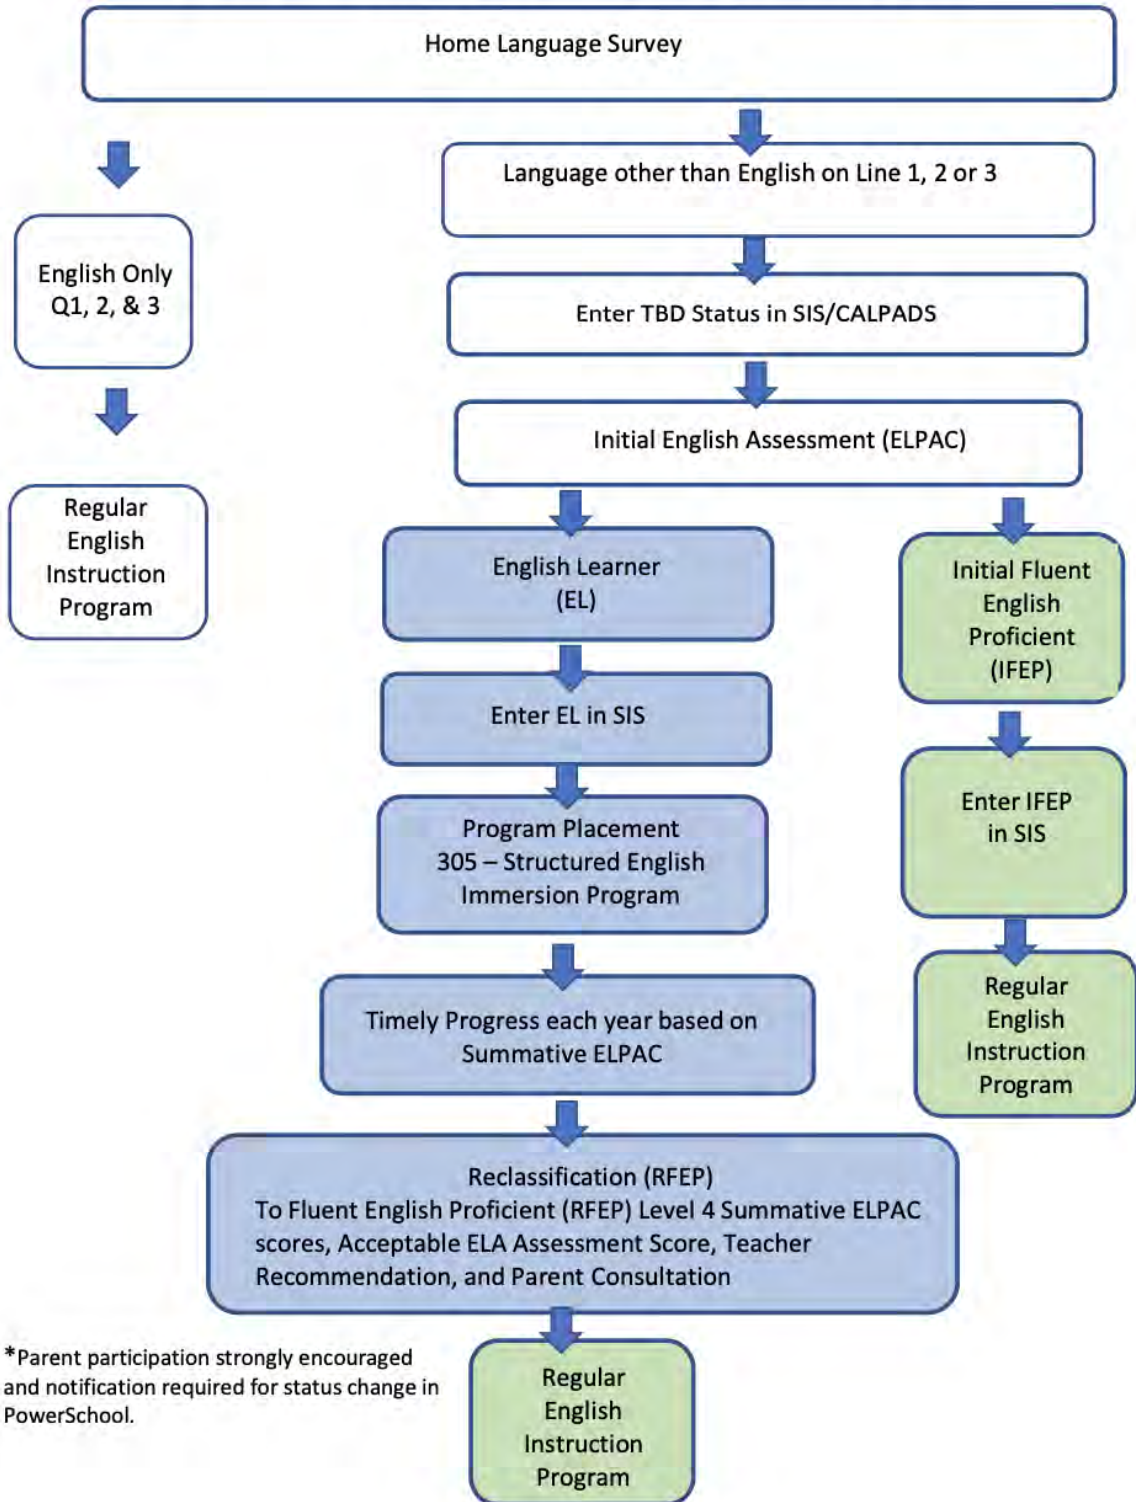 Home Language Survey
Language other than English on Line 1, 2 or 3
English Only
Q1, 2, & 3
Enter TBD Status in SIS/CALPADS
Initial English Assessment (ELPAC)
Regular
English
Instruction
Program
English Learner
(EL)
Initial Fluent
English
Proficient
(IFEP)
Enter EL in SIS
Enter IFEP
in SIS
Program Placement
305 – Structured English
Immersion Program
Regular
English
Instruction
Program
Timely Progress each year based on
Summative ELPAC
Reclassification (RFEP)
To Fluent English Proficient (RFEP) Level 4 Summative ELPAC
scores, Acceptable ELA Assessment Score, Teacher
Recommendation, and Parent Consultation
*Parent participation strongly encouraged
and notification required for status change in
PowerSchool.
Regular
English
Instruction
Program